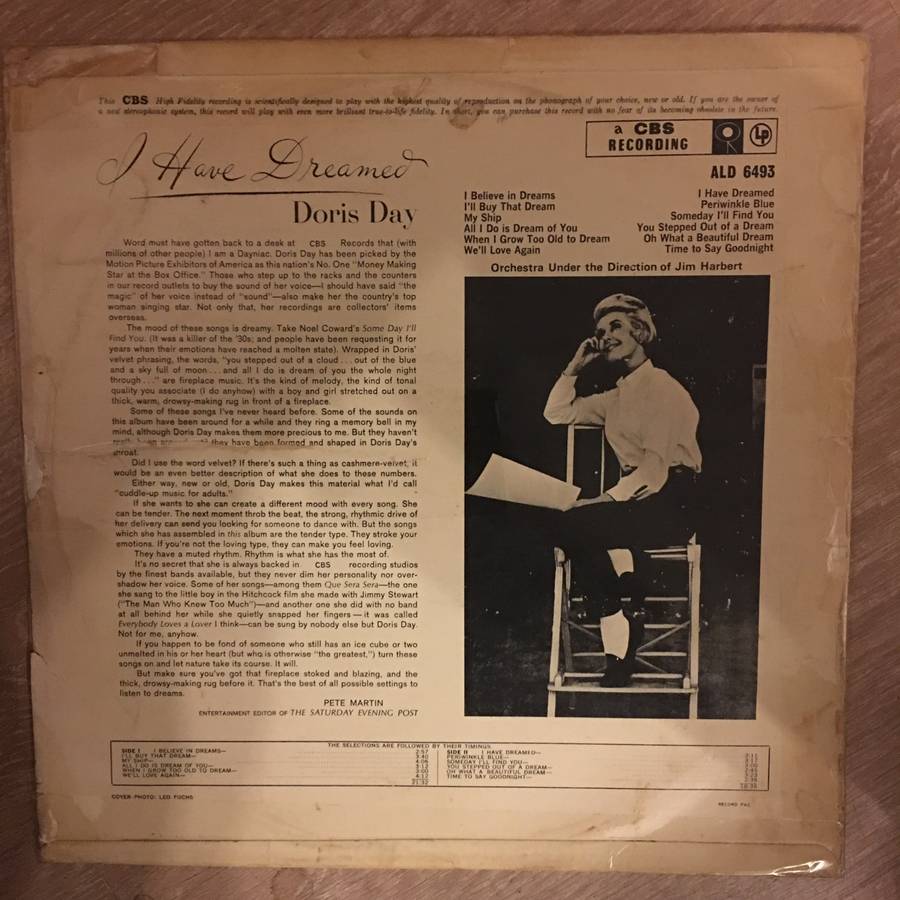 This CBS High Fidelity recording is scientifically designed to play with the highest quality of reproduction on the phonograph of your choice, new or old. If you are the owner of
a new stereophonic system, this record will play with even more brilliant true-to-life fidelity. In short, you can purchase this record with no fear of its becoming obsolete in the future.
a CBS
RECORDING
LP
ALD 6493
I Have Dreamed
Doris Day
I Believe in Dreams
I'll Buy That Dream
My Ship
All I Do is Dream of You
When I Grow Too Old to Dream
We'll Love Again
I Have Dreamed
Periwinkle Blue
Someday I'll Find You
You Stepped Out of a Dream
Oh What a Beautiful Dream
Time to Say Goodnight
Orchestra Under the Direction of Jim Harbert
Word must have gotten back to a desk at CBS Records that (with
millions of other people) I am a Dayniac. Doris Day has been picked by the
Motion Picture Exhibitors of America as this nation's No. One "Money Making
Star at the Box Office." Those who step up to the racks and the counters
in our record outlets to buy the sound of her voice—I should have said "the
magic" of her voice instead of "sound"—also make her the country's top
woman singing star. Not only that, her recordings are collectors' items
overseas.
The mood of these songs is dreamy. Take Noel Coward's Some Day I'll
Find You. (It was a killer of the '30s; and people have been requesting it for
years when their emotions have reached a molten state). Wrapped in Doris'
velvet phrasing, the words, "you stepped out of a cloud... out of the blue
and a sky full of moon... and all I do is dream of you the whole night
through..." are fireplace music. It's the kind of melody, the kind of tonal
quality you associate (I do anyhow) with a boy and girl stretched out on a
thick, warm, drowsy-making rug in front of a fireplace.
Some of these songs I've never heard before. Some of the sounds on
this album have been around for a while and they ring a memory bell in my
mind, although Doris Day makes them more precious to me. But they haven't
they have been formed and shaped in Doris Day's
throat.
Did I use the word velvet? If there's such a thing as cashmere-velvet, it
would be an even better description of what she does to these numbers.
Either way, new or old, Doris Day makes this material what I'd call
"cuddle-up music for adults."
If she wants to she can create a different mood with every song. She
can be tender. The next moment throb the beat, the strong, rhythmic drive of
her delivery can send you looking for someone to dance with. But the songs
which she has assembled in this album are the tender type. They stroke your
emotions. If you're not the loving type, they can make you feel loving.
They have a muted rhythm. Rhythm is what she has the most of.
It's no secret that she is always backed in CBS recording studios
by the finest bands available, but they never dim her personality nor over-
shadow her voice. Some of her songs—among them Que Sera Sera—the one
she sang to the little boy in the Hitchcock film she made with Jimmy Stewart
("The Man Who Knew Too Much")—and another one she did with no band
at all behind her while she quietly snapped her fingers—it was called
Everybody Loves a Lover I think—can be sung by nobody else but Doris Day.
Not for me, anyhow.
If you happen to be fond of someone who still has an ice cube or two
unmelted in his or her heart (but who is otherwise "the greatest,") turn these
songs on and let nature take its course. It will.
But make sure you've got that fireplace stoked and blazing, and the
thick, drowsy-making rug before it. That's the best of all possible settings to
listen to dreams.
PETE MARTIN
ENTERTAINMENT EDITOR OF THE SATURDAY EVENING POST
THE SELECTIONS ARE FOLLOWED BY THEIR TIMINGS
SIDE I I BELIEVE IN DREAMS— 2:57
I'LL BUY THAT DREAM— 3:40
MY SHIP— 4:06
ALL I DO IS DREAM OF YOU— 3:12
WHEN I GROW TOO OLD TO DREAM— 3:00
WE'LL LOVE AGAIN— 4:12
SIDE II I HAVE DREAMED—
PERIWINKLE BLUE—
SOMEDAY I'LL FIND YOU—
YOU STEPPED OUT OF A DREAM—
OH WHAT A BEAUTIFUL DREAM—
TIME TO SAY GOODNIGHT—
COVER PHOTO: LEO FUCHS
RECORD PAC